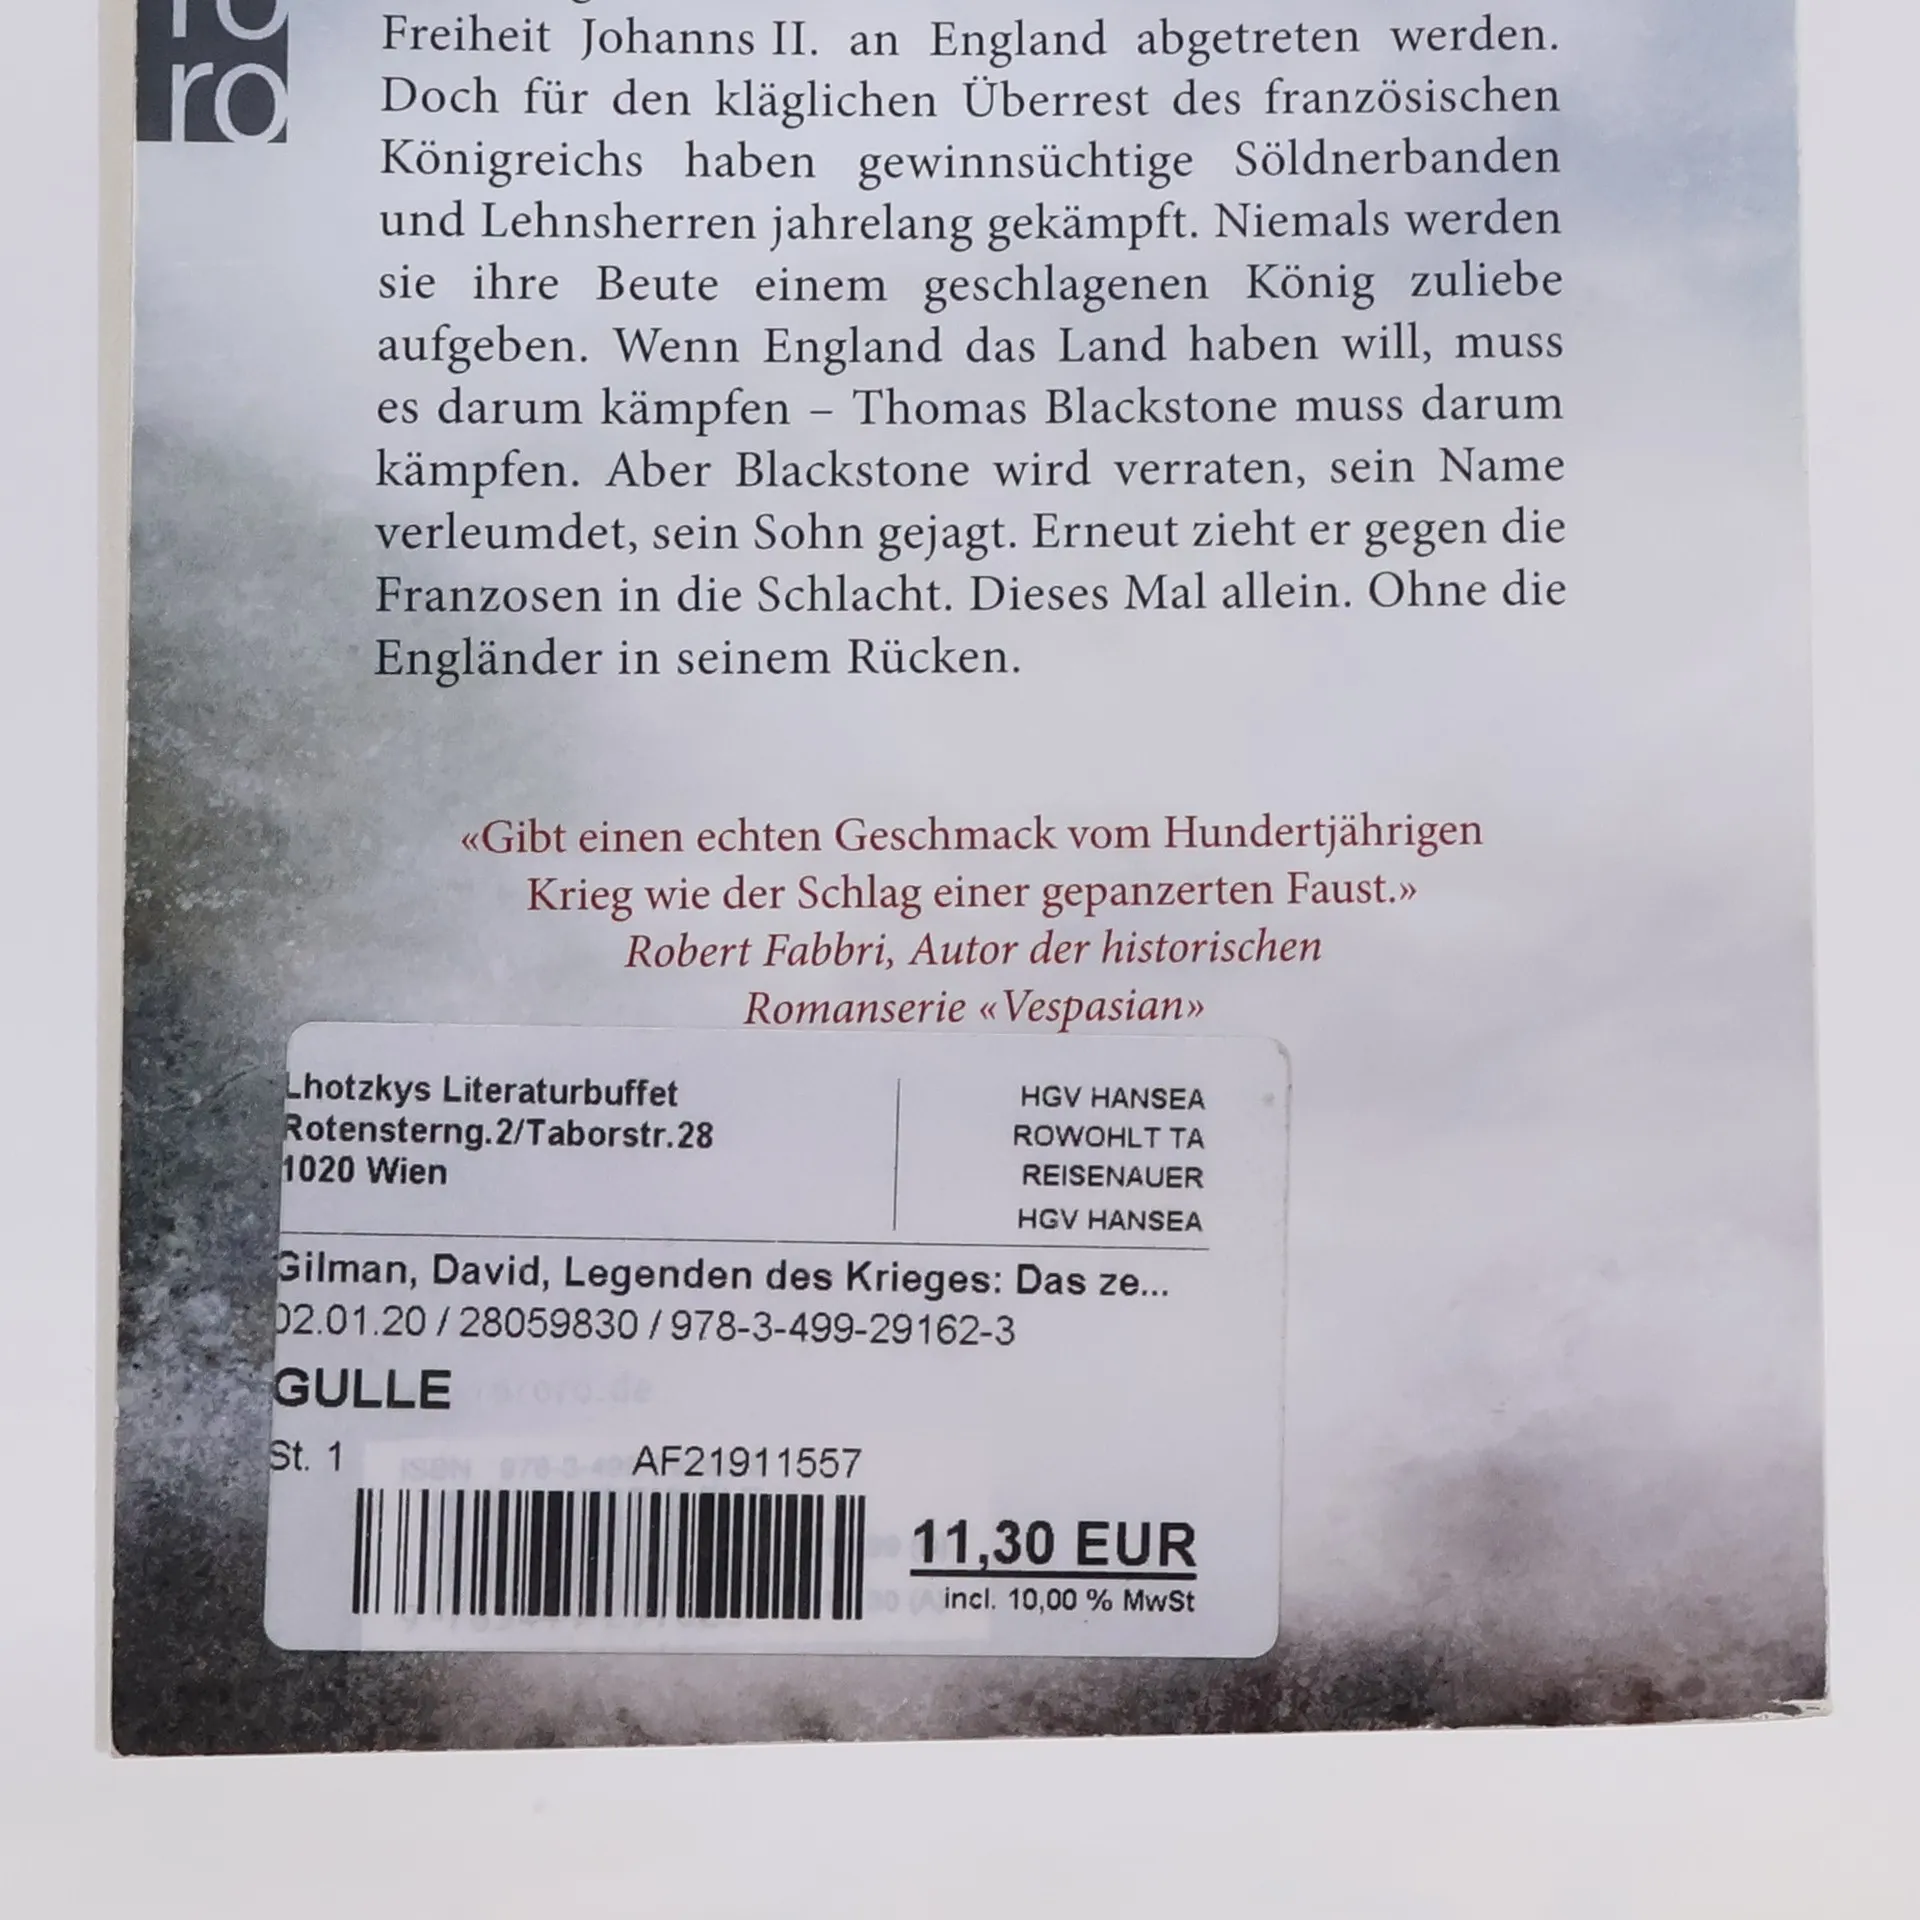 ro
ro
Freiheit Johanns II. an England abgetreten werden.
Doch für den kläglichen Überrest des französischen
Königreichs haben gewinnsüchtige Söldnerbanden
und Lehnsherren jahrelang gekämpft. Niemals werden
sie ihre Beute einem geschlagenen König zuliebe
aufgeben. Wenn England das Land haben will, muss
es darum kämpfen – Thomas Blackstone muss darum
kämpfen. Aber Blackstone wird verraten, sein Name
verleumdet, sein Sohn gejagt. Erneut zieht er gegen die
Franzosen in die Schlacht. Dieses Mal allein. Ohne die
Engländer in seinem Rücken.
«Gibt einen echten Geschmack vom Hundertjährigen
Krieg wie der Schlag einer gepanzerten Faust.»
Robert Fabbri, Autor der historischen
Romanserie «Vespasian»
Lhotzkys Literaturbuffet
Rotensterng.2/Taborstr.28
1020 Wien
HGV HANSEA
ROWOHLT TA
REISENAUER
HGV HANSEA
Gilman, David, Legenden des Krieges: Das ze...
02.01.20 / 28059830 / 978-3-499-29162-3
GULLE
St. 1 AF21911557
11,30 EUR
incl. 10,00 % MwSt